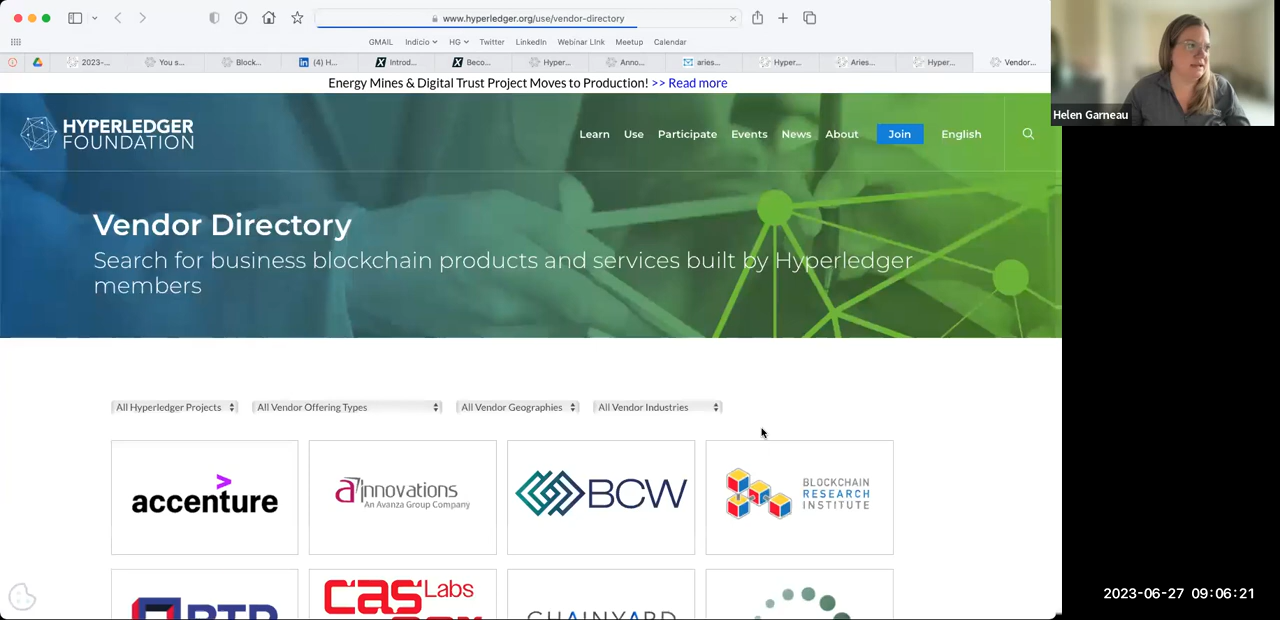 www.hyperledger.org/use/vendor-directory
GMAIL Indicio HG Twitter LinkedIn Webinar LInk Meetup Calendar
2023-... You s... Block... (4) H... Introd... Beco... Hyper... Anno... aries... Hyper... Aries... Hyper... Vendor...
Energy Mines & Digital Trust Project Moves to Production! >> Read more
HYPERLEDGER
FOUNDATION
Learn Use Participate Events News About Join English
Helen Garneau
Vendor Directory
Search for business blockchain products and services built by Hyperledger
members
All Hyperledger Projects All Vendor Offering Types All Vendor Geographies All Vendor Industries
accenture
a innovations
An Avanza Group Company
BCW
BLOCKCHAIN
RESEARCH
INSTITUTE
BTP
cas Labs
CHAINYARD
2023-06-27 09:06:21